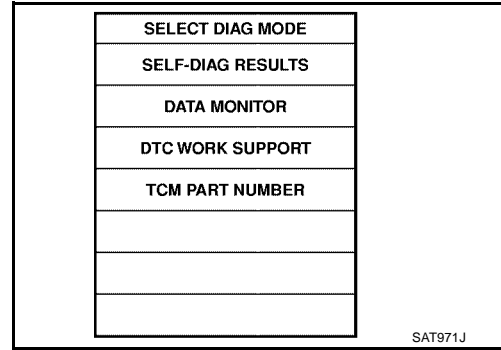 SELECT DIAG MODE
SELF-DIAG RESULTS
DATA MONITOR
DTC WORK SUPPORT
TCM PART NUMBER
SAT971J